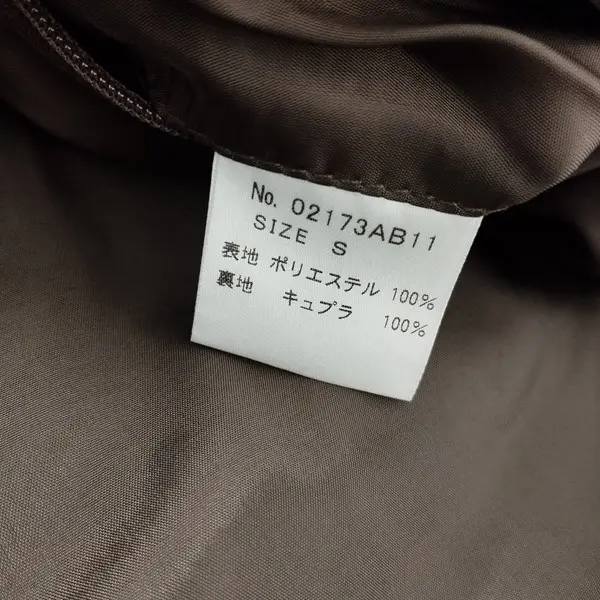 No. 02173AB11
SIZE S
表地 ポリエステル 100%
裏地 キュプラ 100%